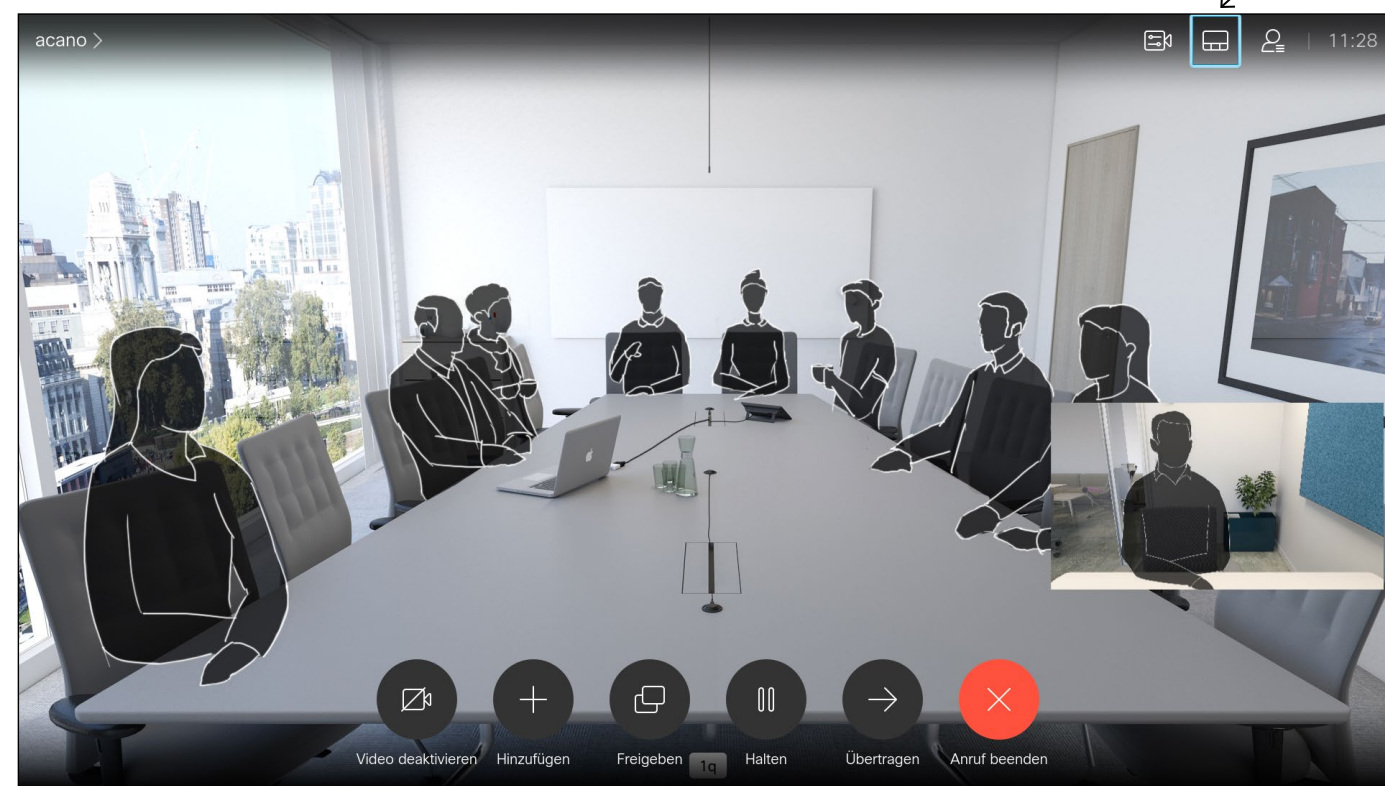 acano >
11:28
Video deaktivieren
Hinzufügen
Freigeben
1q
Halten
Übertragen
Anruf beenden